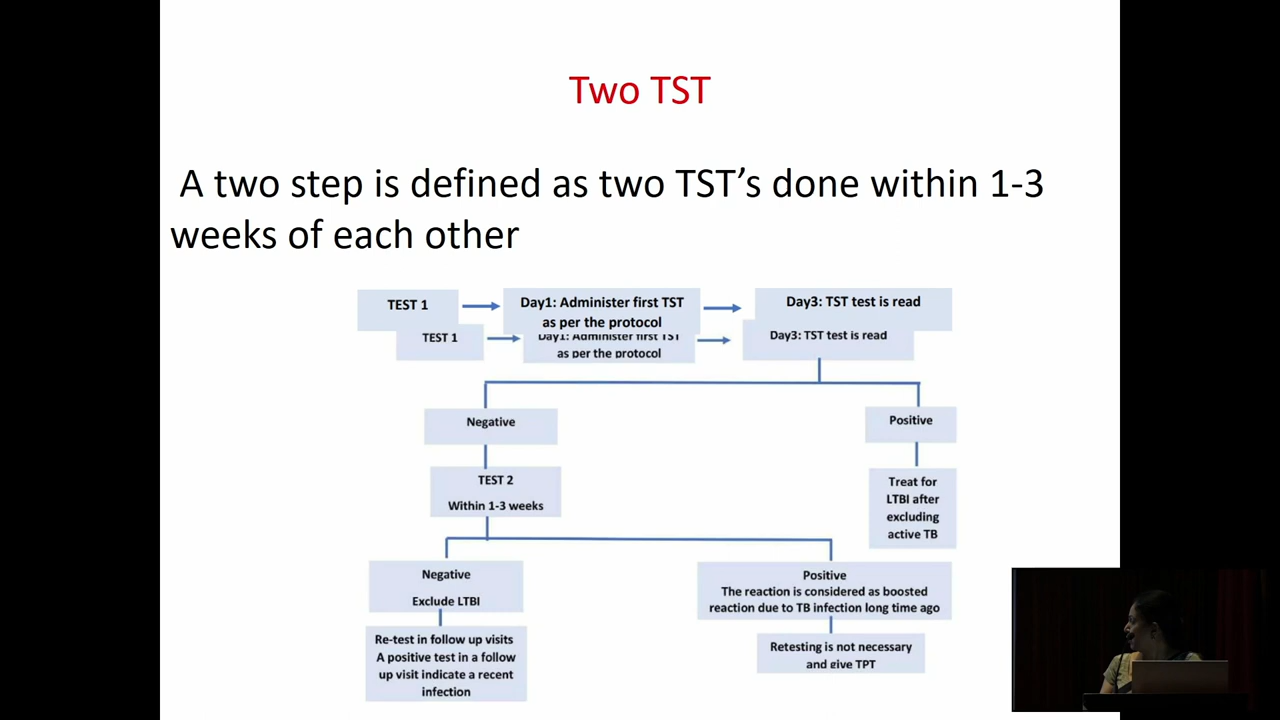 Two TST
A two step is defined as two TST’s done within 1-3
weeks of each other
TEST 1
Day1: Administer first TST
as per the protocol
Day3: TST test is read
TEST 1
Day1: Administer first TST
as per the protocol
Day3: TST test is read
Negative
Positive
TEST 2
Within 1-3 weeks
Treat for
LTBI after
excluding
active TB
Negative
Exclude LTBI
Positive
The reaction is considered as boosted
reaction due to TB infection long time ago
Re-test in follow up visits
A positive test in a follow
up visit indicate a recent
infection
Retesting is not necessary
and give TPT